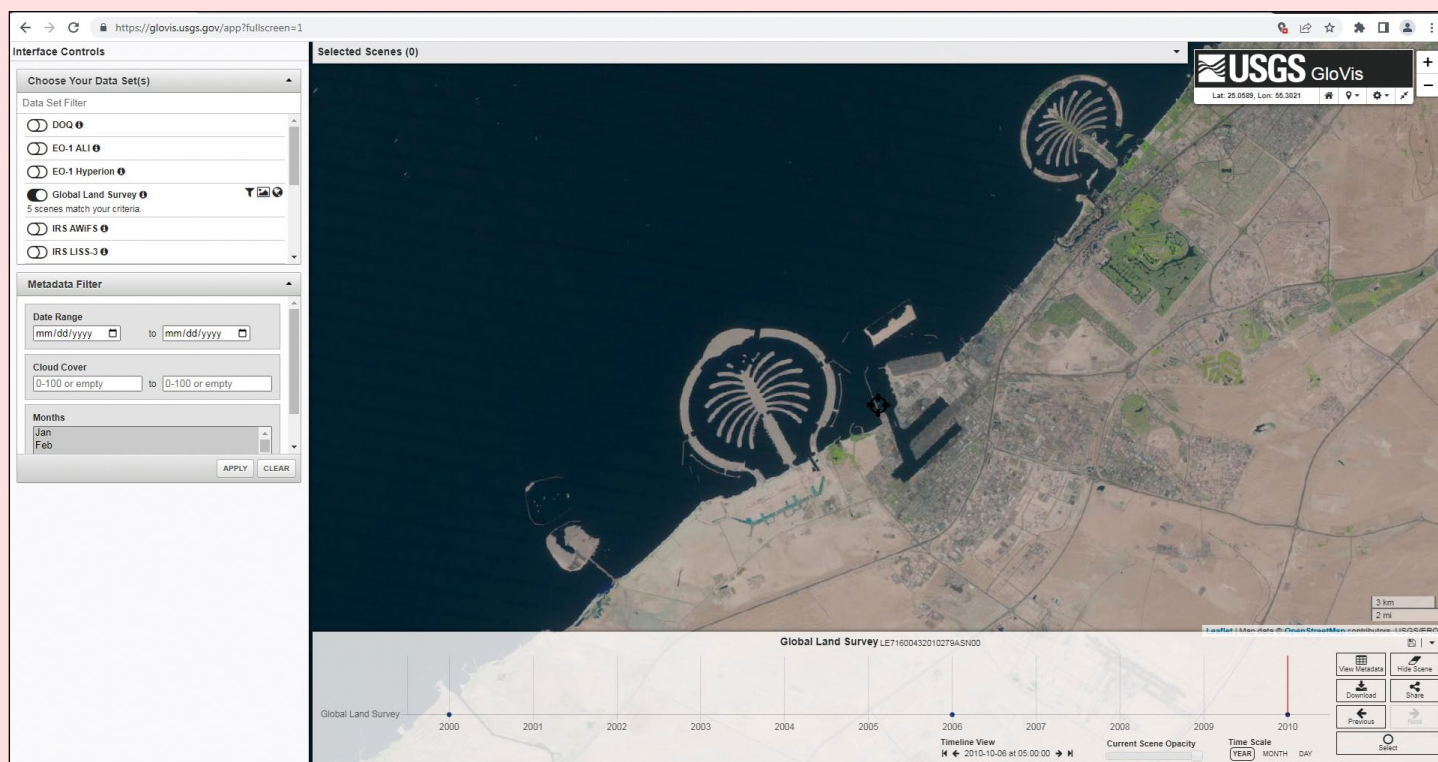 https://glovis.usgs.gov/app?fullscreen=1
Interface Controls
Choose Your Data Set(s)
Data Set Filter
DOQ
EO-1 ALI
EO-1 Hyperion
Global Land Survey
5 scenes match your criteria.
IRS AWiFS
IRS LISS-3
Metadata Filter
Date Range
mm/dd/yyyy to mm/dd/yyyy
Cloud Cover
0-100 or empty to 0-100 or empty
Months
Jan
Feb
APPLY CLEAR
Selected Scenes (0)
USGS GloVis
Lat: 25.0589, Lon: 55.3021
+
−
3 km
2 mi
Leaflet | Map data © OpenStreetMap contributors, USGS/ERO
Global Land Survey LE71600432010279ASN00
Global Land Survey
2000 2001 2002 2003 2004 2005 2006 2007 2008 2009 2010
Timeline View
2010-10-06 at 05:00:00
Current Scene Opacity
Time Scale
YEAR MONTH DAY
View Metadata Hide Scene
Download Share
Previous Next
Select